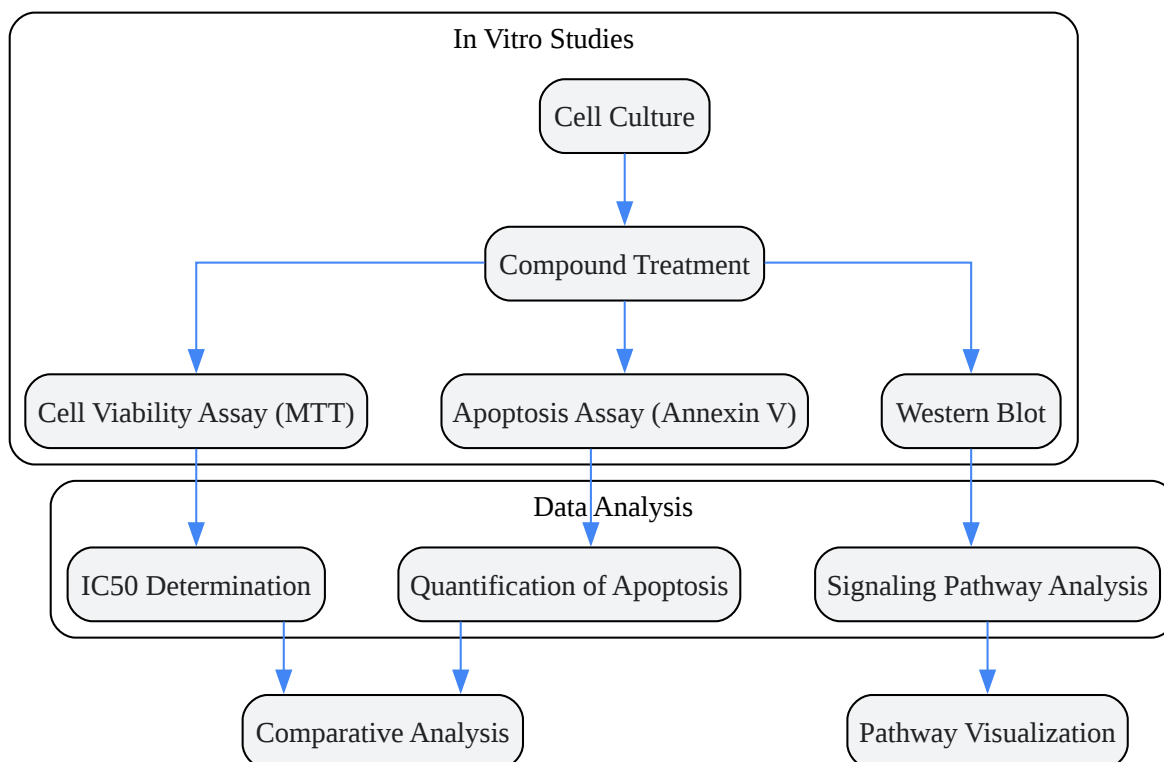 In Vitro Studies
Cell Culture
Compound Treatment
Cell Viability Assay (MTT)
Apoptosis Assay (Annexin V)
Western Blot
Data Analysis
IC50 Determination
Quantification of Apoptosis
Signaling Pathway Analysis
Comparative Analysis
Pathway Visualization